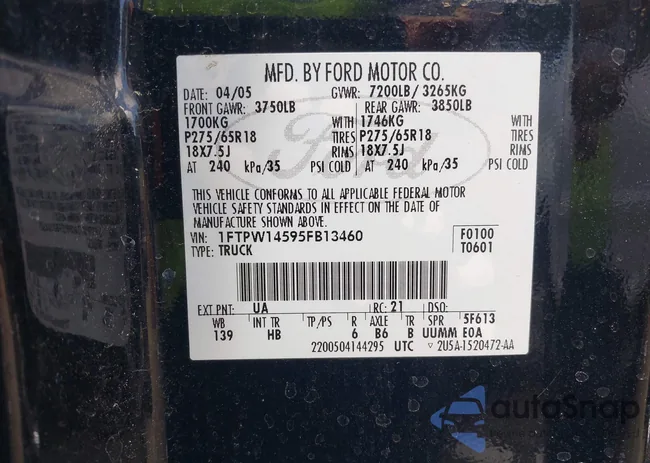 MFD. BY FORD MOTOR CO.
DATE: 04/05 GVWR: 7200LB/ 3265KG
FRONT GAWR: 3750LB REAR GAWR: 3850LB
1700KG WITH 1746KG WITH
P275/65R18 TIRES P275/65R18 TIRES
18X7.5J RIMS 18X7.5J RIMS
AT 240 kPa/35 PSI COLD AT 240 kPa/35 PSI COLD
THIS VEHICLE CONFORMS TO ALL APPLICABLE FEDERAL MOTOR
VEHICLE SAFETY STANDARDS IN EFFECT ON THE DATE OF
MANUFACTURE SHOWN ABOVE.
VIN: 1FTPW14595FB13460 F0100
TYPE: TRUCK T0601
EXT PNT: UA RC: 21 DSO:
WB INT TR TP/PS R AXLE TR SPR 5F613
139 HB 6 B6 B UUMM E0A
2200504144295 UTC 2U5A-1520472-AA
Ford
autoSnap